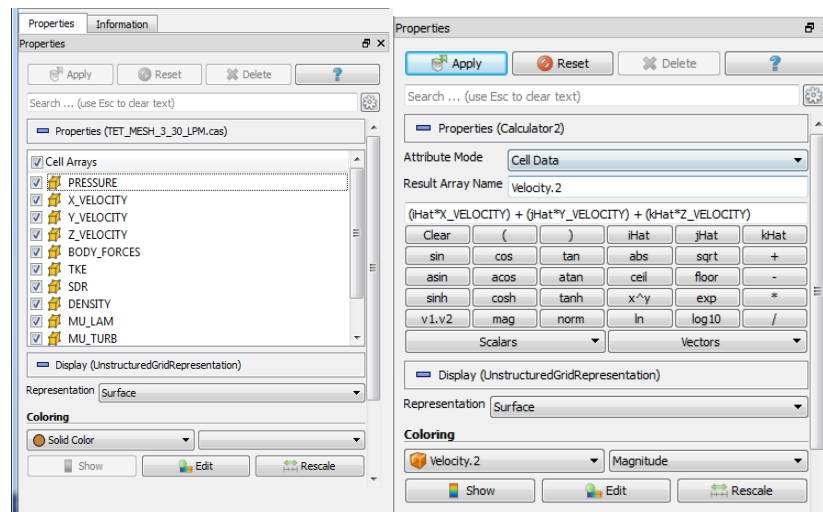 Properties Information
Properties
Apply Reset Delete ?
Search ... (use Esc to clear text)
Properties (TET_MESH_3_30_LPM.cas)
Cell Arrays
PRESSURE
X_VELOCITY
Y_VELOCITY
Z_VELOCITY
BODY_FORCES
TKE
SDR
DENSITY
MU_LAM
MU_TURB
Display (UnstructuredGridRepresentation)
Representation Surface
Coloring
Solid Color
Show Edit Rescale
Properties
Apply Reset Delete ?
Search ... (use Esc to clear text)
Properties (Calculator2)
Attribute Mode Cell Data
Result Array Name Velocity.2
(iHat*X_VELOCITY) + (jHat*Y_VELOCITY) + (kHat*Z_VELOCITY)
Clear ( ) iHat jHat kHat
sin cos tan abs sqrt +
asin acos atan ceil floor -
sinh cosh tanh x^y exp *
v1.v2 mag norm ln log10 /
Scalars Vectors
Display (UnstructuredGridRepresentation)
Representation Surface
Coloring
Velocity.2 Magnitude
Show Edit Rescale